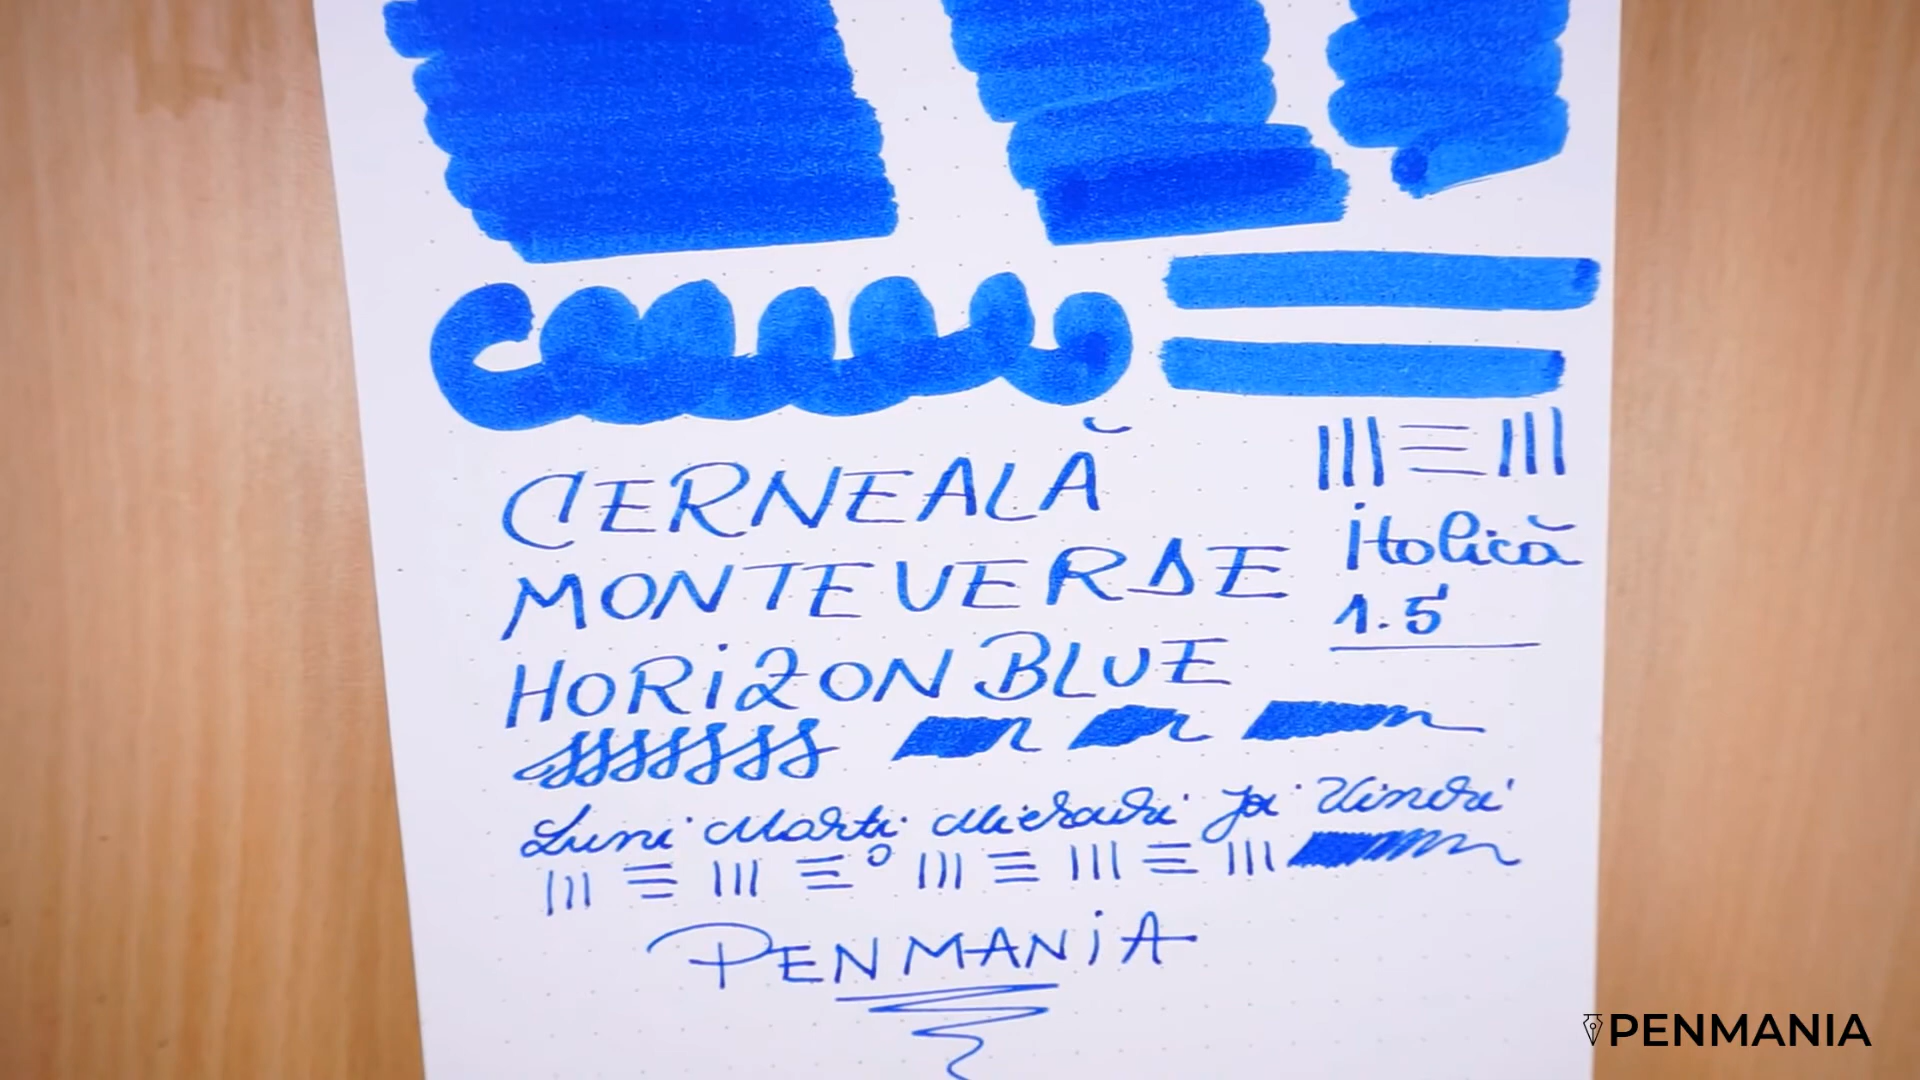 CERNEALĂ
MONTEVERDE
HORiZON BLUE
italică
1.5
Luni Marti Miercuri Joi Vineri
PENMANiA
PENMANIA